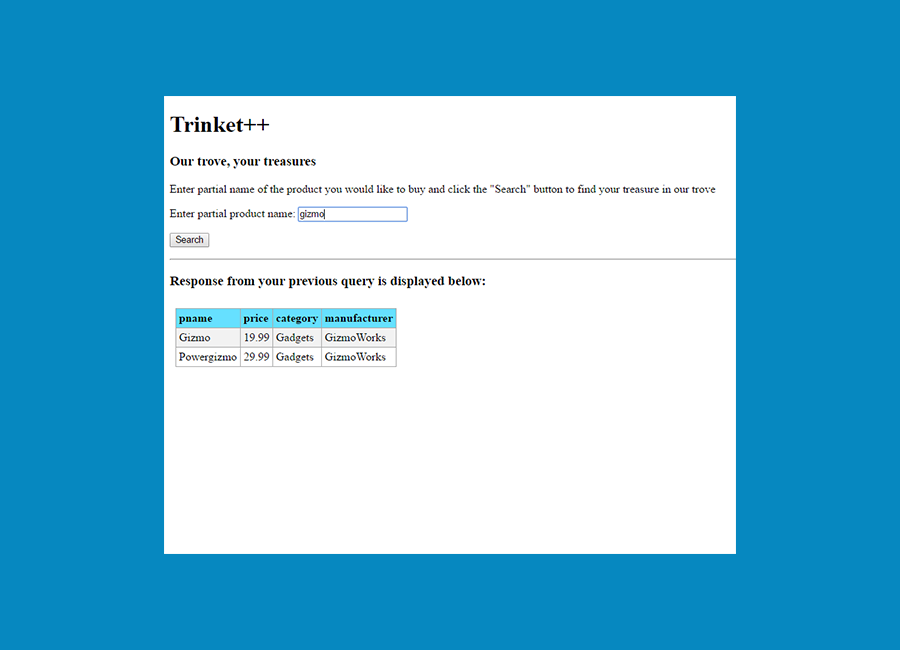 Trinket++
Our trove, your treasures
Enter partial name of the product you would like to buy and click the "Search" button to find your treasure in our trove
Enter partial product name: gizmo
Search
Response from your previous query is displayed below:
pname price category manufacturer
Gizmo 19.99 Gadgets GizmoWorks
Powergizmo 29.99 Gadgets GizmoWorks